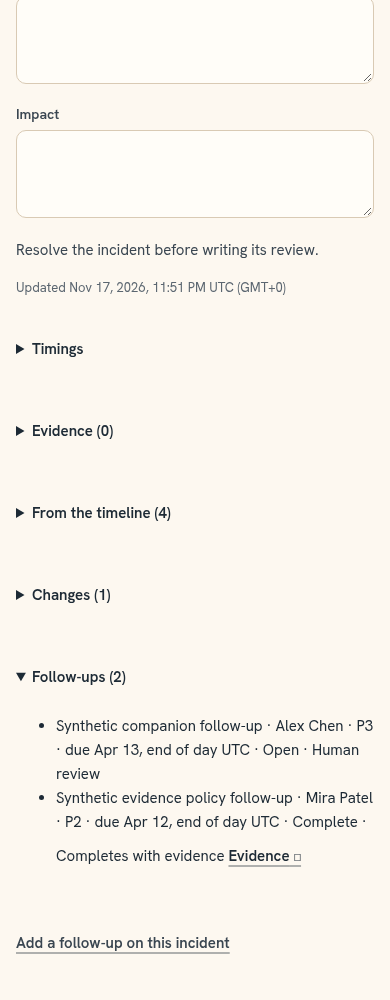 Impact
Resolve the incident before writing its review.
Updated Nov 17, 2026, 11:51 PM UTC (GMT+0)
Timings
Evidence (0)
From the timeline (4)
Changes (1)
Follow-ups (2)
Synthetic companion follow-up · Alex Chen · P3
· due Apr 13, end of day UTC · Open · Human
review
Synthetic evidence policy follow-up · Mira Patel
· P2 · due Apr 12, end of day UTC · Complete ·
Completes with evidence Evidence
Add a follow-up on this incident